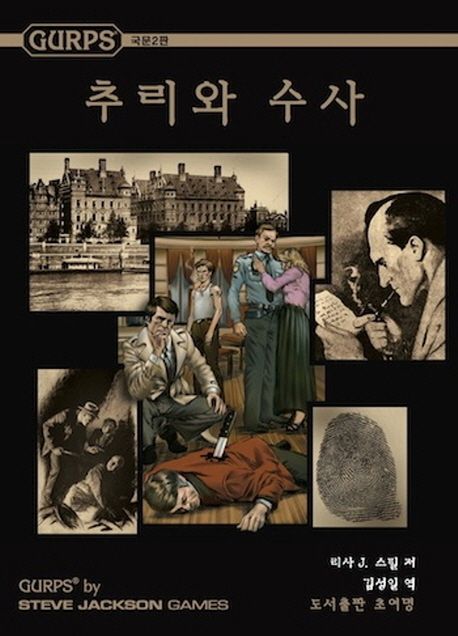 GURPS® 국문2판
추리와 수사
리사 J. 스틸 저
김성일 역
도서출판 초여명
GURPS® by
STEVE JACKSON GAMES